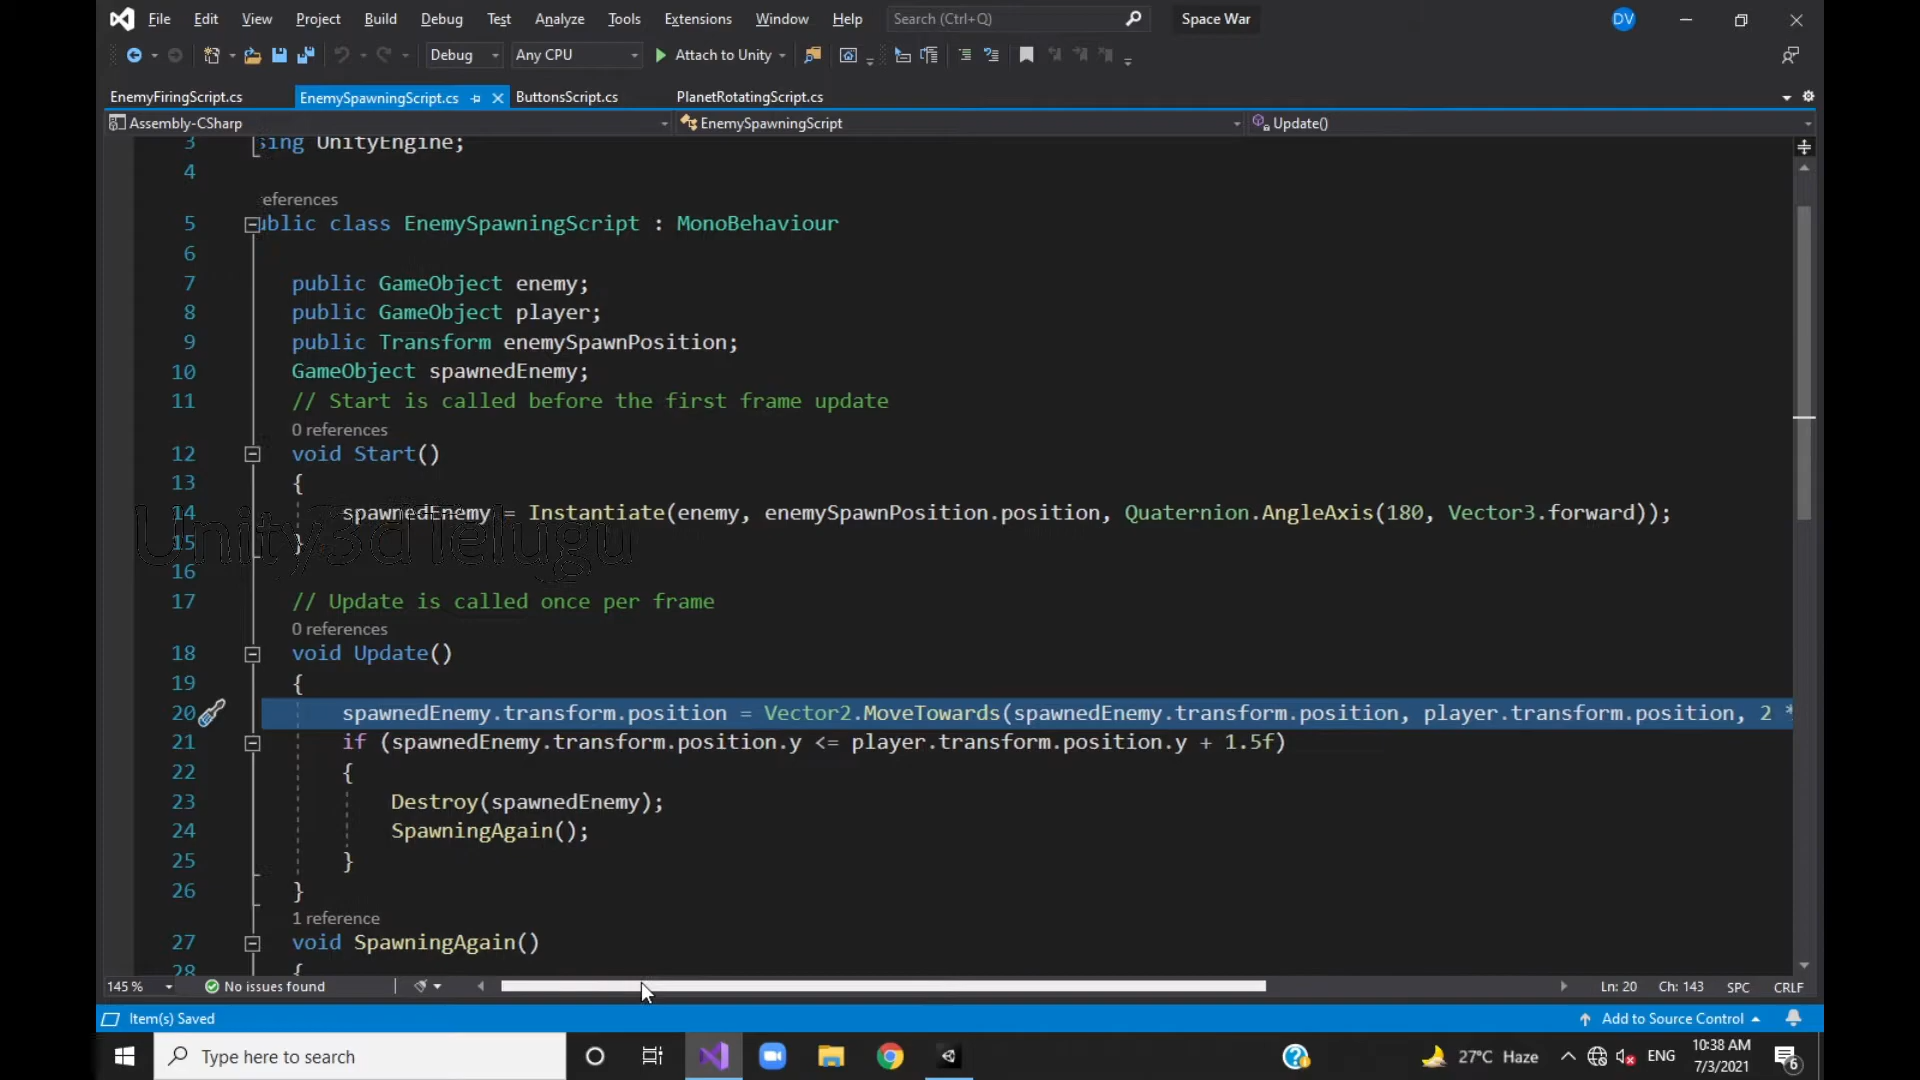 File Edit View Project Build Debug Test Analyze Tools Extensions Window Help Search (Ctrl+Q) Space War DV
Debug Any CPU Attach to Unity
EnemyFiringScript.cs EnemySpawningScript.cs ButtonsScript.cs PlanetRotatingScript.cs
Assembly-CSharp EnemySpawningScript Update()
3 sing UnityEngine;
4
references
5 ublic class EnemySpawningScript : MonoBehaviour
6
7 public GameObject enemy;
8 public GameObject player;
9 public Transform enemySpawnPosition;
10 GameObject spawnedEnemy;
11 // Start is called before the first frame update
0 references
12 void Start()
13 {
14 spawnedEnemy = Instantiate(enemy, enemySpawnPosition.position, Quaternion.AngleAxis(180, Vector3.forward));
Unity3d Telugu
15 }
16
17 // Update is called once per frame
0 references
18 void Update()
19 {
20 spawnedEnemy.transform.position = Vector2.MoveTowards(spawnedEnemy.transform.position, player.transform.position, 2 *
21 if (spawnedEnemy.transform.position.y <= player.transform.position.y + 1.5f)
22 {
23 Destroy(spawnedEnemy);
24 SpawningAgain();
25 }
26 }
1 reference
27 void SpawningAgain()
28 {
145 % No issues found Ln: 20 Ch: 143 SPC CRLF
Item(s) Saved Add to Source Control
Type here to search 27°C Haze ENG 10:38 AM
7/3/2021 6